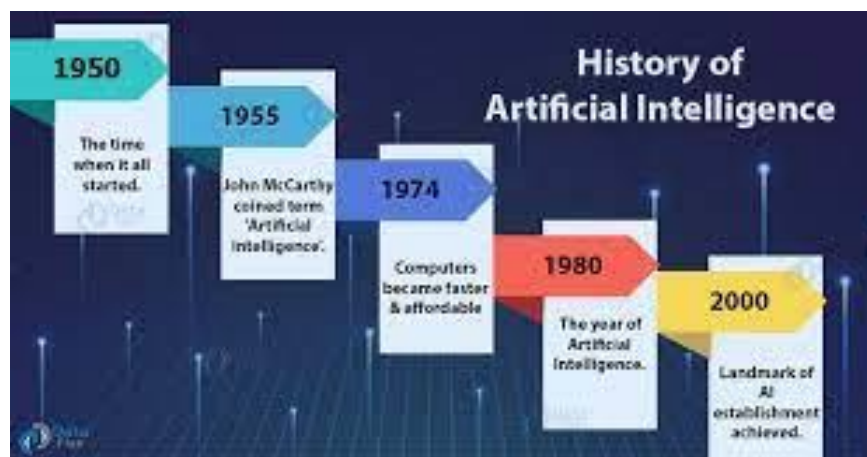 History of
Artificial Intelligence
1950
The time
when it all
started.
1955
John McCarthy
coined term
'Artificial
Intelligence'.
1974
Computers
became faster
& affordable
1980
The year of
Artificial
Intelligence.
2000
Landmark of
AI
establishment
achieved.